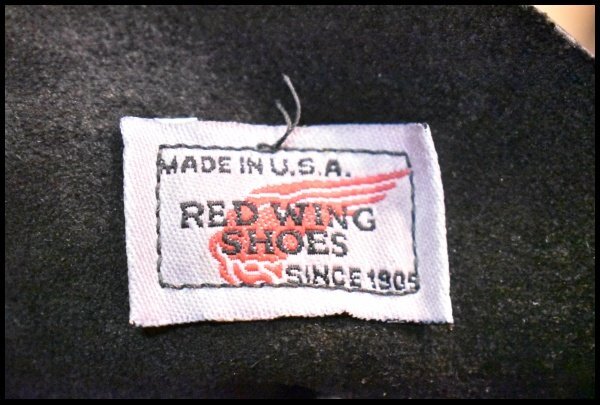 MADE IN U.S.A.
RED WING
SHOES
SINCE 1905